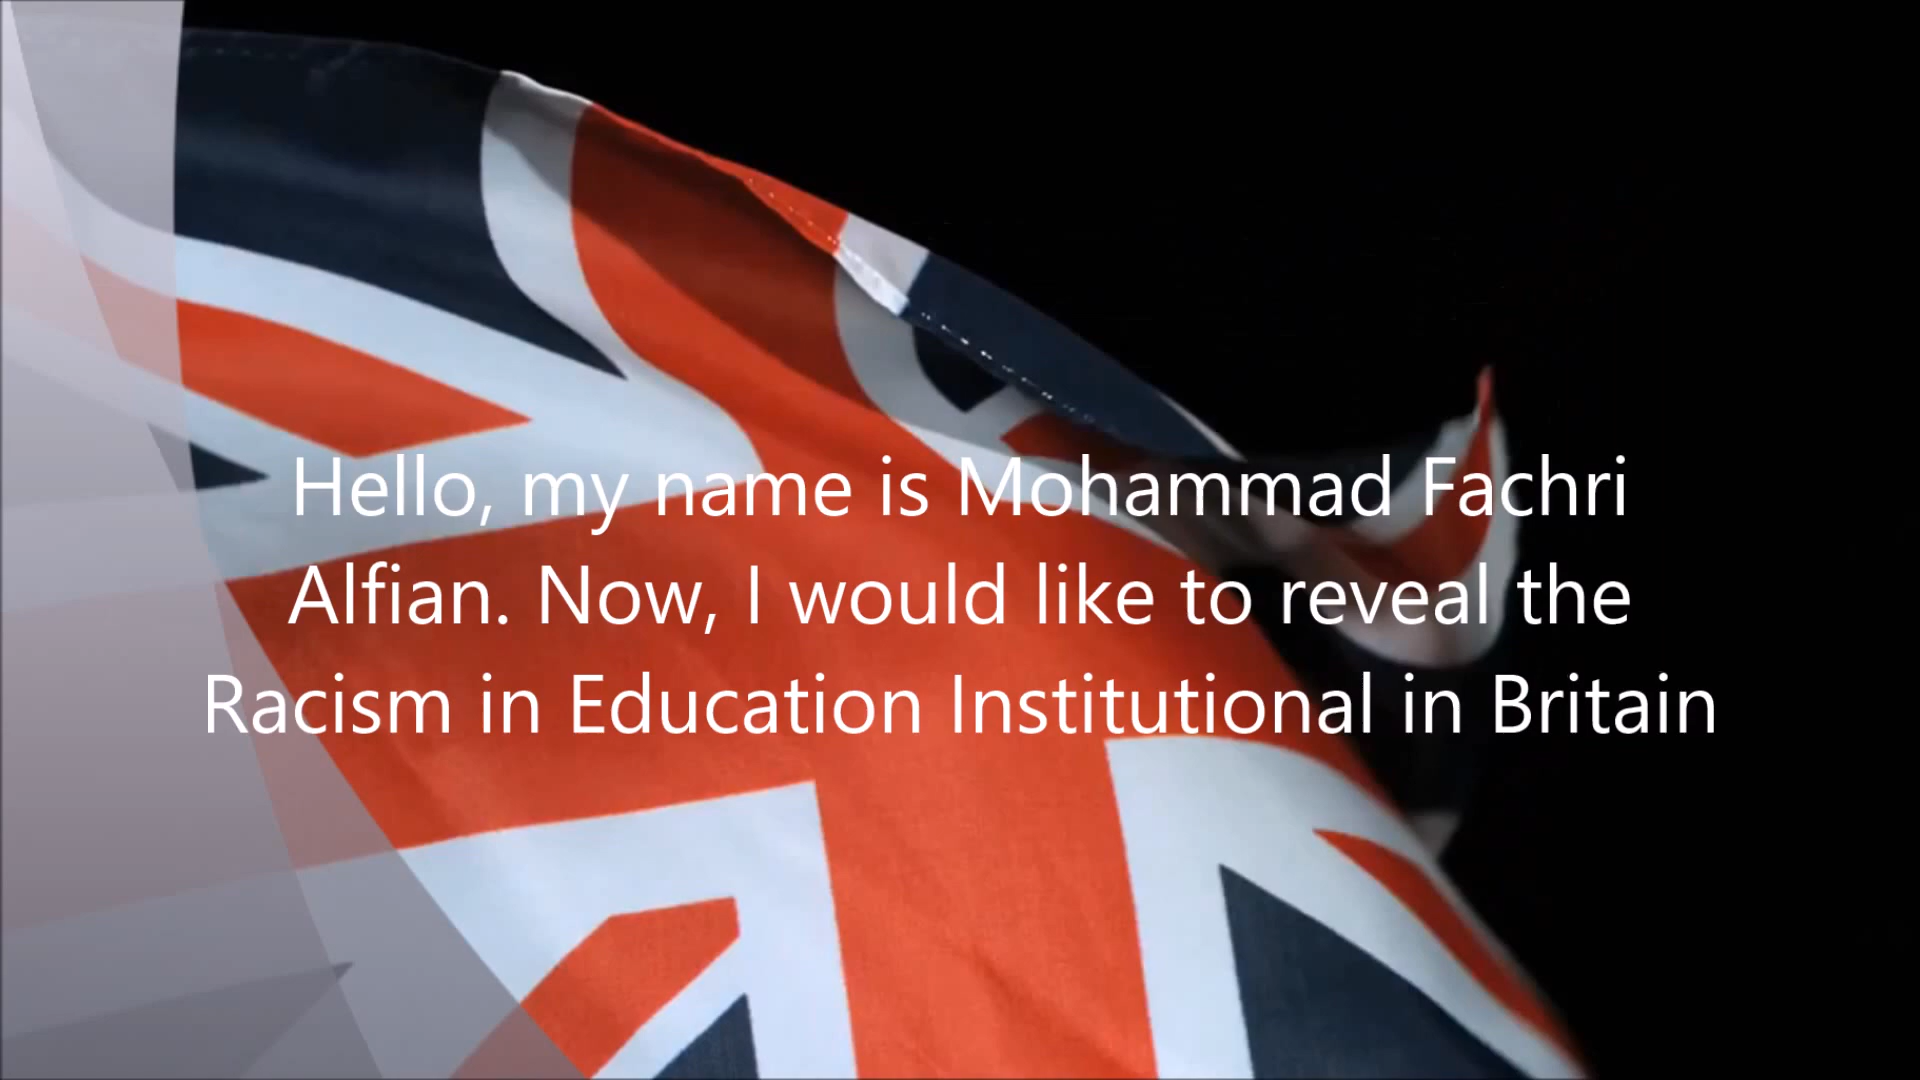 Hello, my name is Mohammad Fachri
Alfian. Now, I would like to reveal the
Racism in Education Institutional in Britain